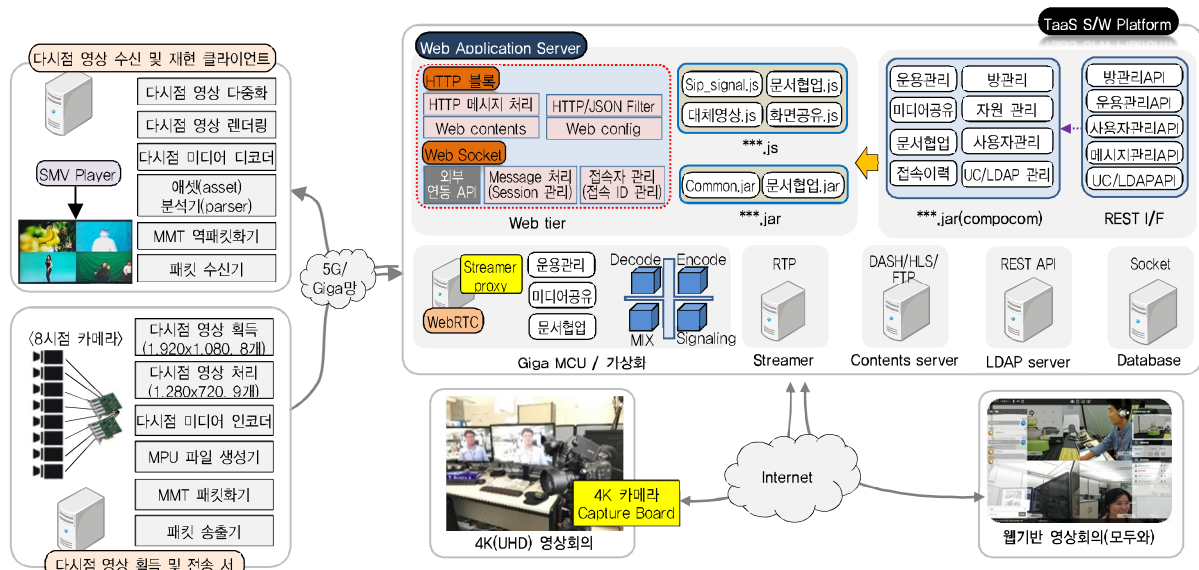 다시점 영상 수신 및 재현 클라이언트
다시점 영상 다중화
다시점 영상 렌더링
다시점 미디어 디코더
애셋(asset)
분석기(parser)
MMT 역패킷화기
패킷 수신기
SMV Player
〈8시점 카메라〉
다시점 영상 획득
(1,920x1,080, 8개)
다시점 영상 처리
(1,280x720, 9개)
다시점 미디어 인코더
MPU 파일 생성기
MMT 패킷화기
패킷 송출기
다시점 영상 획득 및 전송 서
5G/
Giga망
TaaS S/W Platform
Web Application Server
HTTP 블록
HTTP 메시지 처리
HTTP/JSON Filter
Web contents
Web config
Web Socket
외부
연동 API
Message 처리
(Session 관리)
접속자 관리
(접속 ID 관리)
Web tier
Sip_signal.js
문서협업.js
대체영상.js
화면공유.js
***.js
Common.jar
문서협업.jar
***.jar
운용관리
방관리
미디어공유
자원 관리
문서협업
사용자관리
접속이력
UC/LDAP 관리
***.jar(compocom)
방관리API
운용관리API
사용자관리API
메시지관리API
UC/LDAPAPI
REST I/F
Streamer
proxy
WebRTC
운용관리
미디어공유
문서협업
Decode
Encode
MIX
Signaling
Giga MCU / 가상화
RTP
Streamer
DASH/HLS/
FTP
Contents server
REST API
LDAP server
Socket
Database
4K 카메라
Capture Board
4K(UHD) 영상회의
Internet
웹기반 영상회의(모두와)